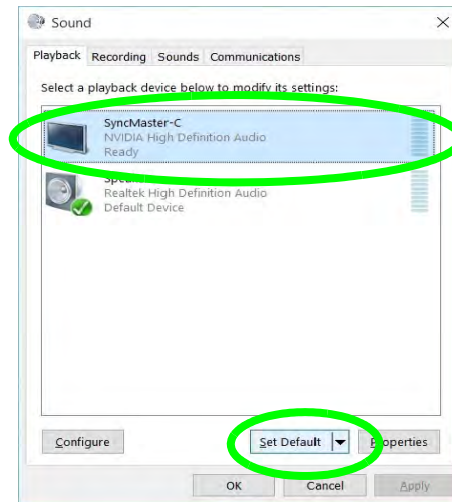 Sound
Playback Recording Sounds Communications
Select a playback device below to modify its settings:
SyncMaster-C
NVIDIA High Definition Audio
Ready
Realtek High Definition Audio
Default Device
Configure Set Default Properties
OK Cancel Apply